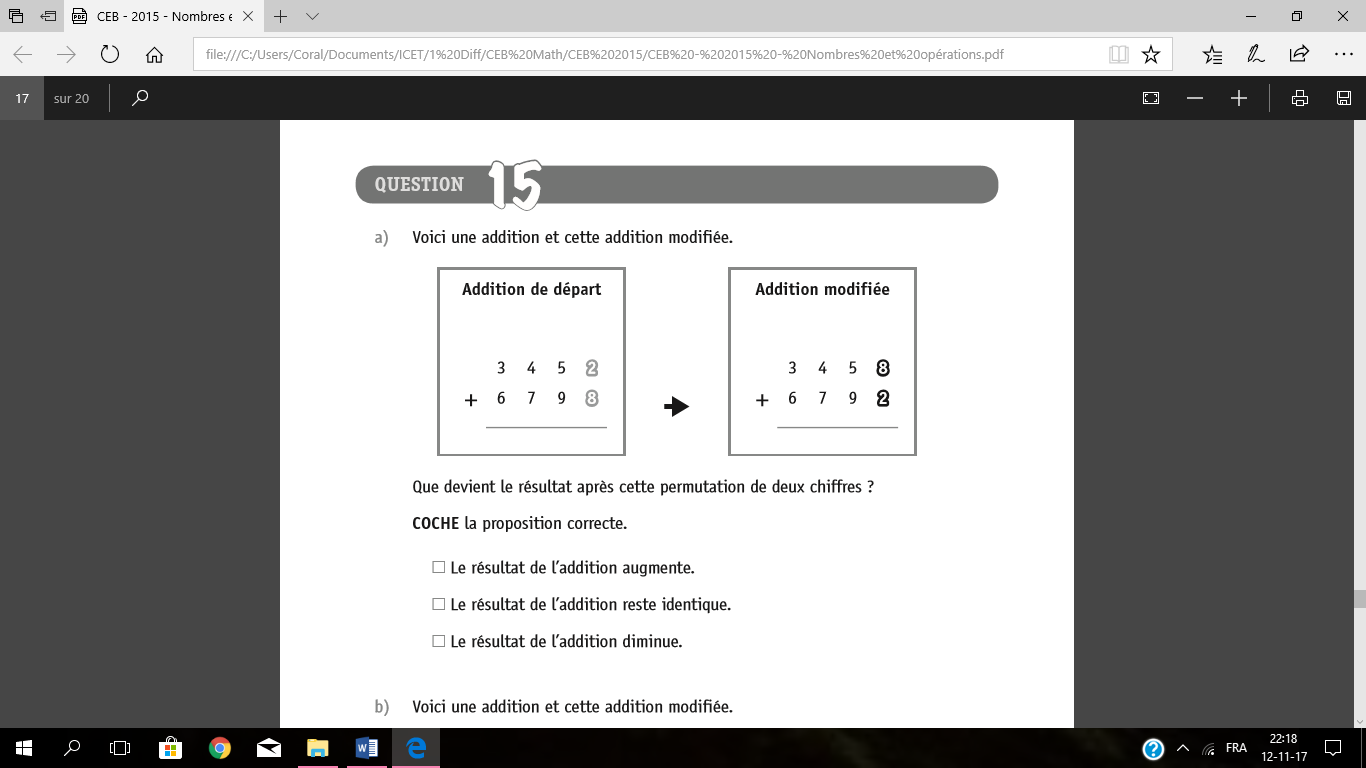 CEB - 2015 - Nombres e
file:///C:/Users/Coral/Documents/ICET/1%20Diff/CEB%20Math/CEB%202015/CEB%20-%202015%20-%20Nombres%20et%20opérations.pdf
17 sur 20
QUESTION 15
a) Voici une addition et cette addition modifiée.
Addition de départ
3 4 5 2
+ 6 7 9 8
Addition modifiée
3 4 5 8
+ 6 7 9 2
Que devient le résultat après cette permutation de deux chiffres ?
COCHE la proposition correcte.
Le résultat de l'addition augmente.
Le résultat de l'addition reste identique.
Le résultat de l'addition diminue.
b) Voici une addition et cette addition modifiée.
FRA
22:18
12-11-17